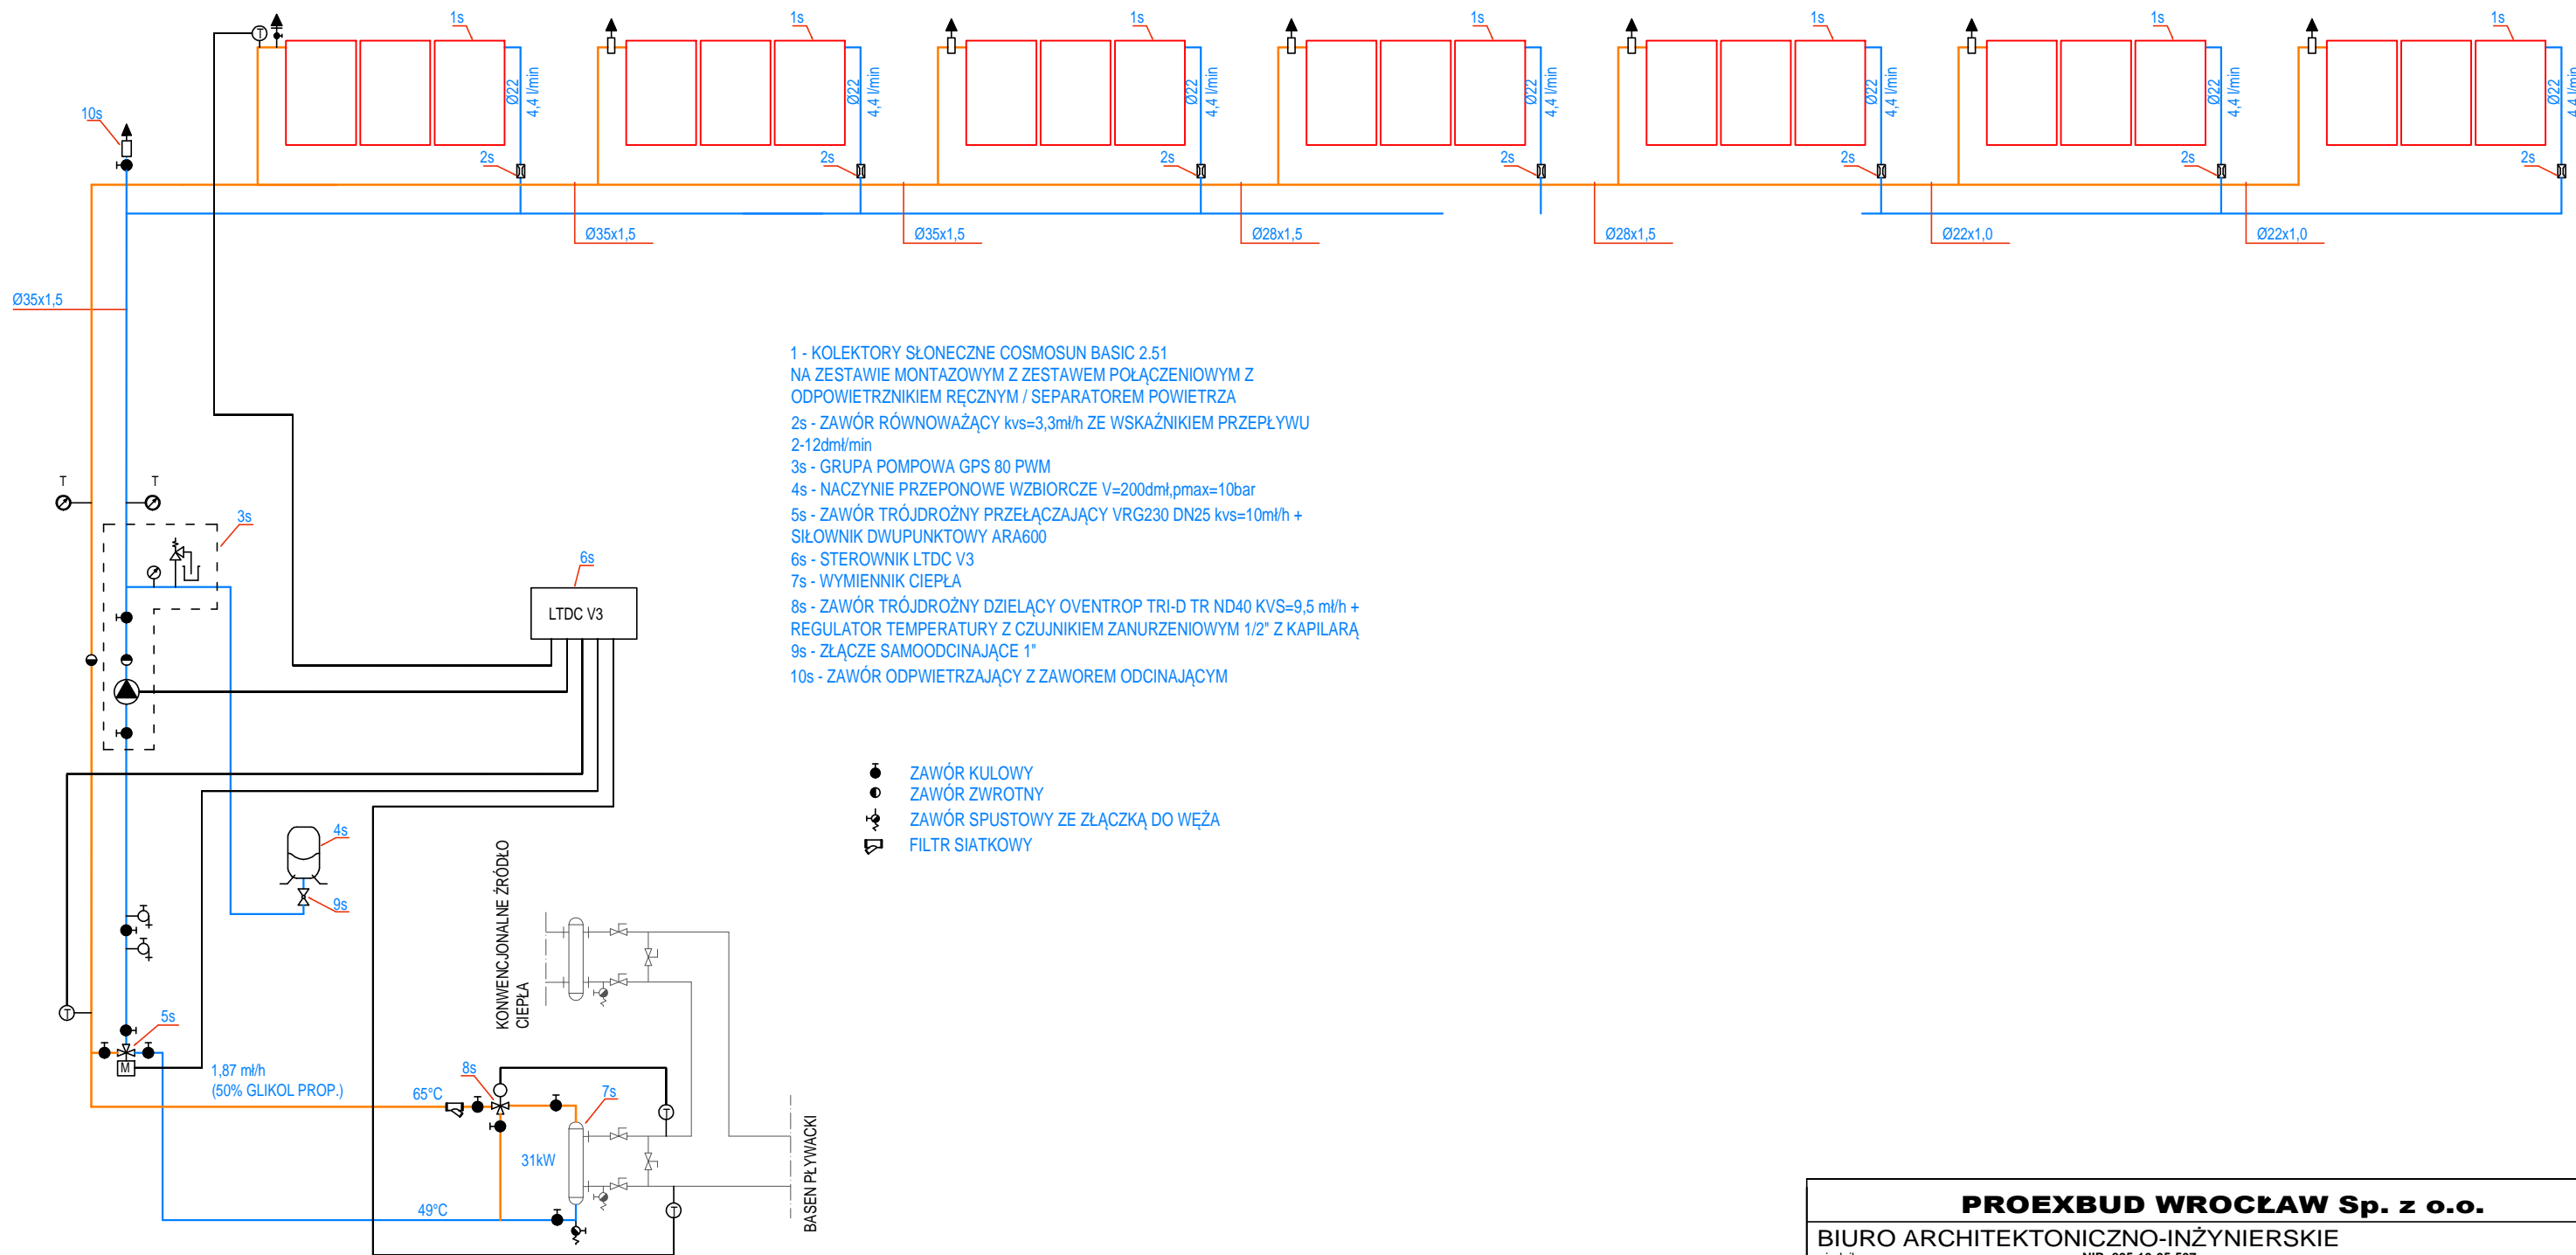 1s
1s
1s
1s
1s
1s
1s
T
Ø22
4,4 l/min
Ø22
4,4 l/min
Ø22
4,4 l/min
Ø22
4,4 l/min
Ø22
4,4 l/min
Ø22
4,4 l/min
4,4 l/min
10s
2s
2s
2s
2s
2s
2s
2s
Ø35x1,5
Ø35x1,5
Ø28x1,5
Ø28x1,5
Ø22x1,0
Ø22x1,0
Ø35x1,5
1 - KOLEKTORY SŁONECZNE COSMOSUN BASIC 2.51
NA ZESTAWIE MONTAZOWYM Z ZESTAWEM POŁĄCZENIOWYM Z
ODPOWIETRZNIKIEM RĘCZNYM / SEPARATOREM POWIETRZA
2s - ZAWÓR RÓWNOWAŻĄCY kvs=3,3mł/h ZE WSKAŹNIKIEM PRZEPŁYWU
2-12dmł/min
3s - GRUPA POMPOWA GPS 80 PWM
4s - NACZYNIE PRZEPONOWE WZBIORCZE V=200dmł,pmax=10bar
5s - ZAWÓR TRÓJDROŻNY PRZEŁĄCZAJĄCY VRG230 DN25 kvs=10mł/h +
SIŁOWNIK DWUPUNKTOWY ARA600
6s - STEROWNIK LTDC V3
7s - WYMIENNIK CIEPŁA
8s - ZAWÓR TRÓJDROŻNY DZIELĄCY OVENTROP TRI-D TR ND40 KVS=9,5 mł/h +
REGULATOR TEMPERATURY Z CZUJNIKIEM ZANURZENIOWYM 1/2" Z KAPILARĄ
9s - ZŁĄCZE SAMOODCINAJĄCE 1"
10s - ZAWÓR ODPWIETRZAJĄCY Z ZAWOREM ODCINAJĄCYM
T
T
3s
6s
LTDC V3
ZAWÓR KULOWY
ZAWÓR ZWROTNY
ZAWÓR SPUSTOWY ZE ZŁĄCZKĄ DO WĘŻA
FILTR SIATKOWY
4s
9s
KONWENCJONALNE ŹRÓDŁO
CIEPŁA
T
5s
M
1,87 mł/h
(50% GLIKOL PROP.)
65°C
8s
7s
T
31kW
49°C
T
BASEN PŁYWACKI
PROEXBUD WROCŁAW Sp. z o.o.
BIURO ARCHITEKTONICZNO-INŻYNIERSKIE